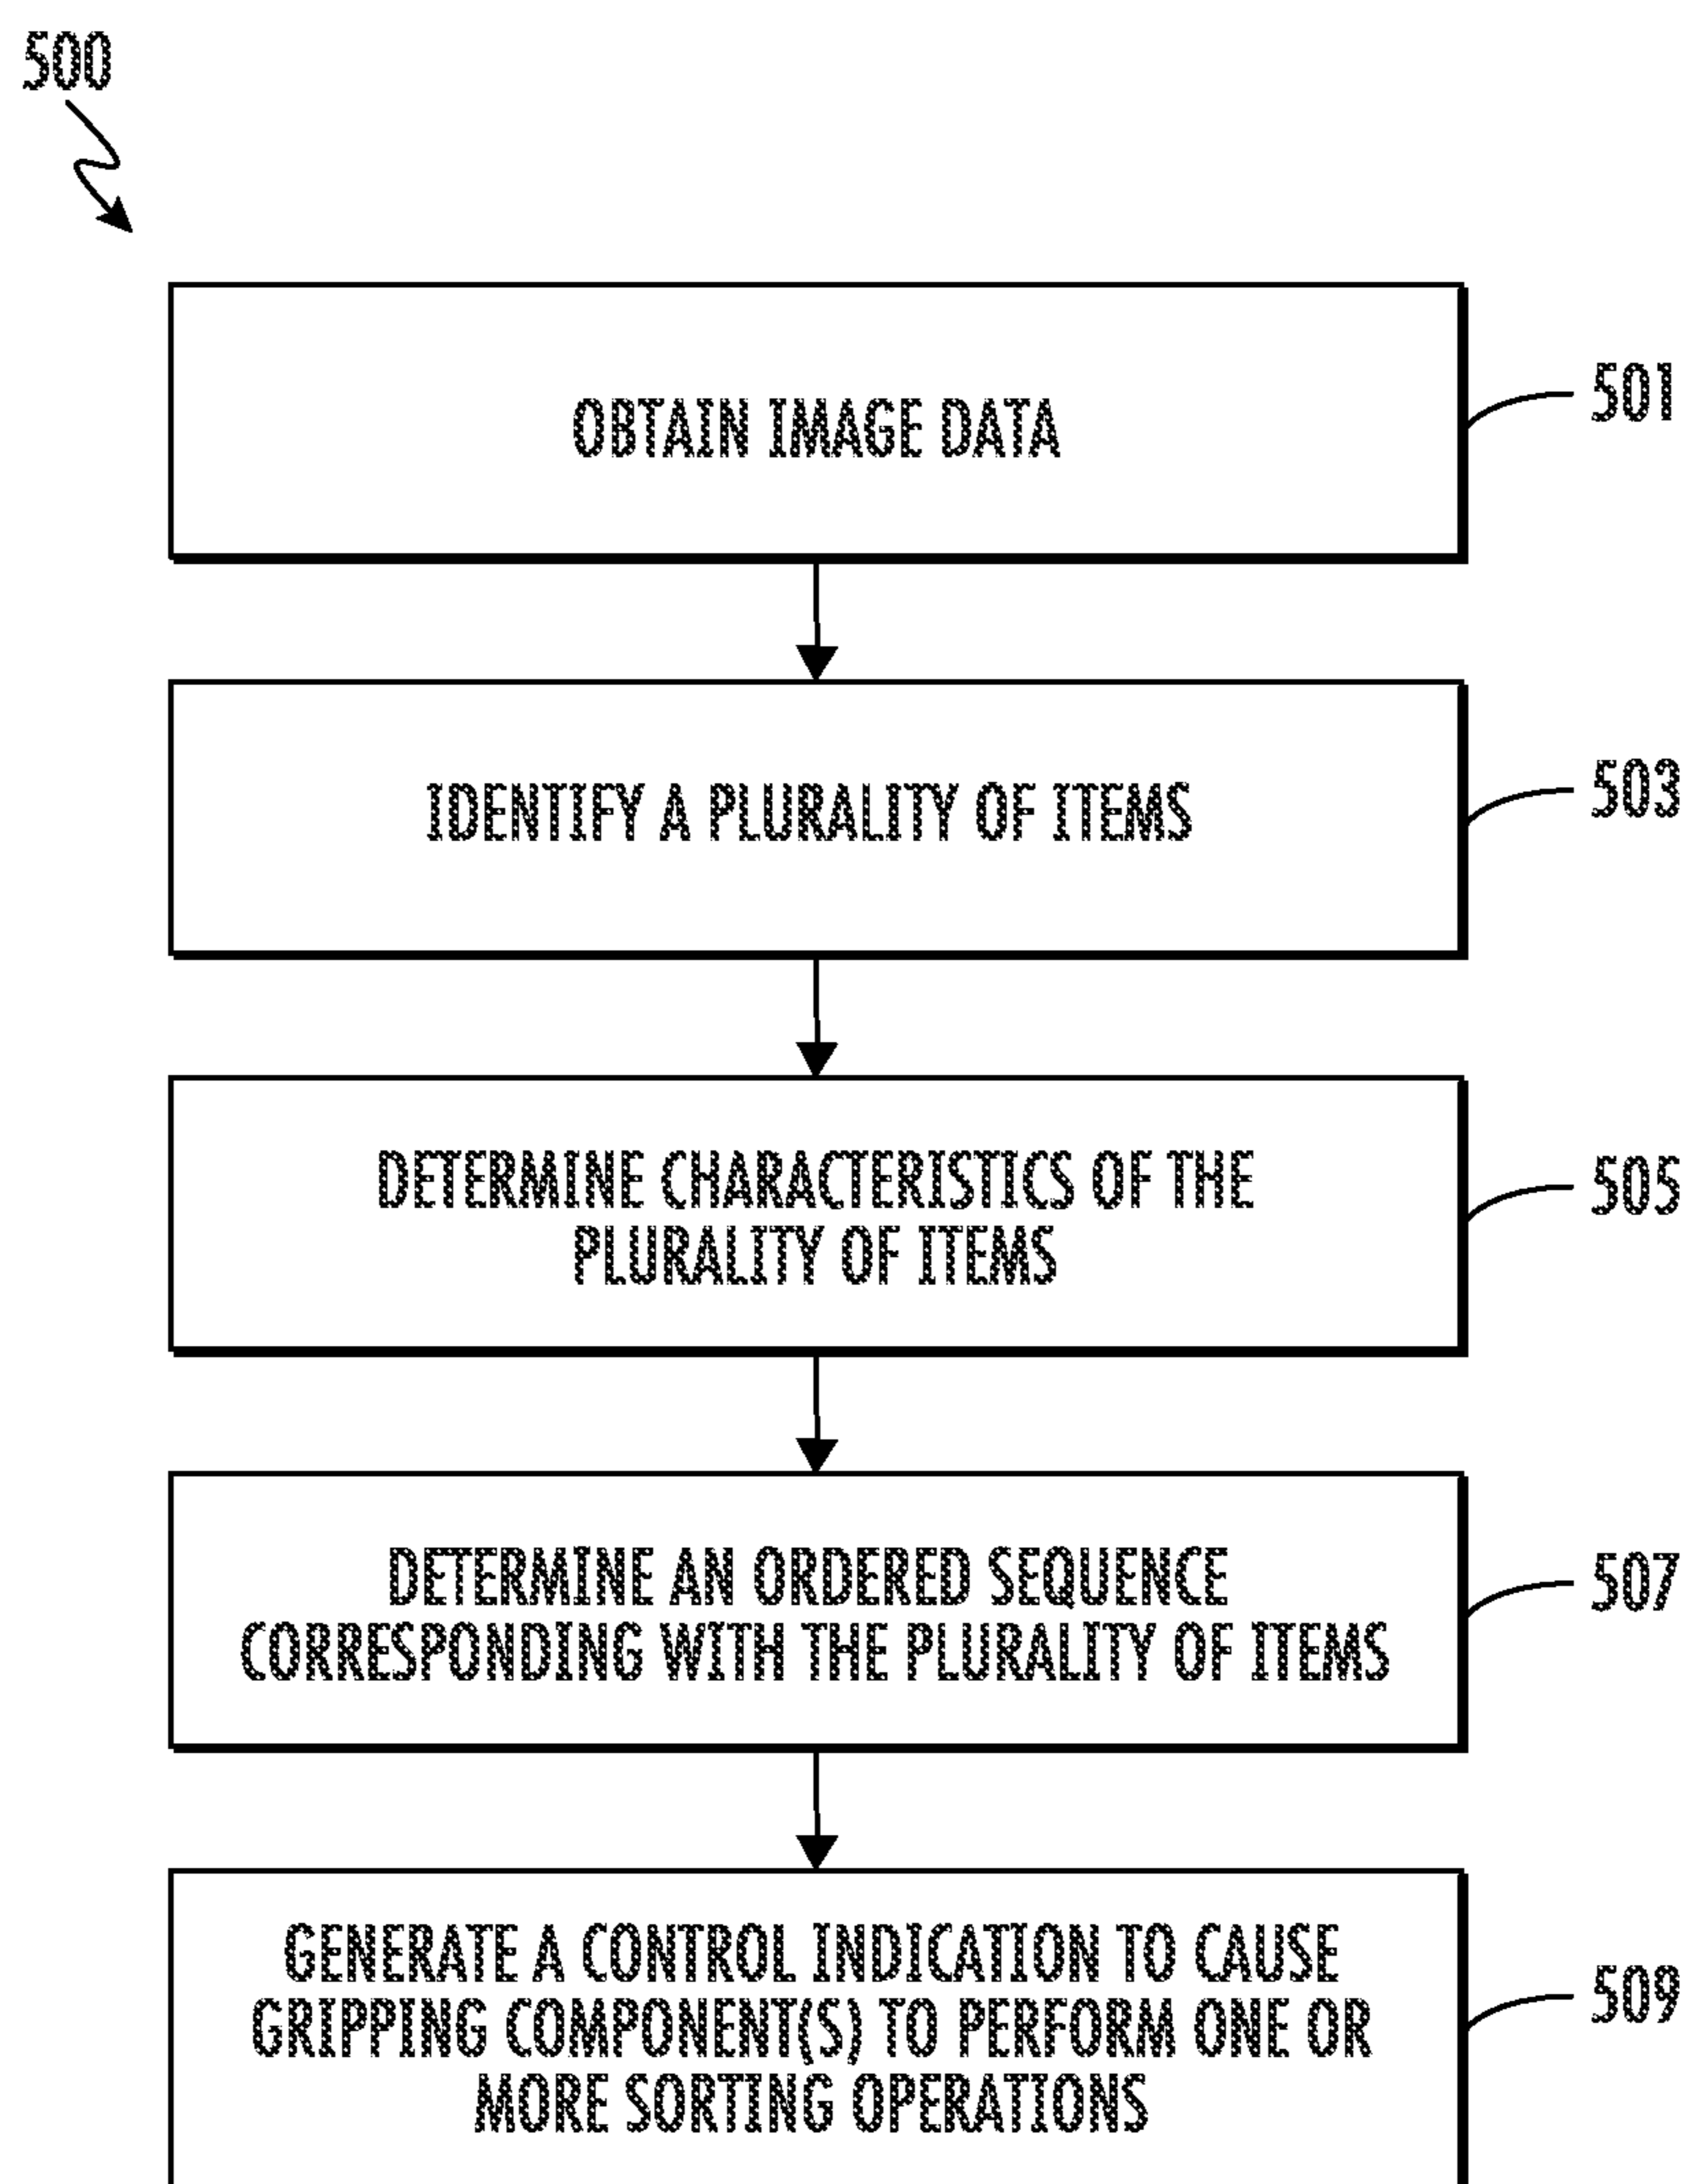 500
OBTAIN IMAGE DATA
501
IDENTIFY A PLURALITY OF ITEMS
503
DETERMINE CHARACTERISTICS OF THE
PLURALITY OF ITEMS
505
DETERMINE AN ORDERED SEQUENCE
CORRESPONDING WITH THE PLURALITY OF ITEMS
507
GENERATE A CONTROL INDICATION TO CAUSE
GRIPPING COMPONENT(S) TO PERFORM ONE OR
MORE SORTING OPERATIONS
509